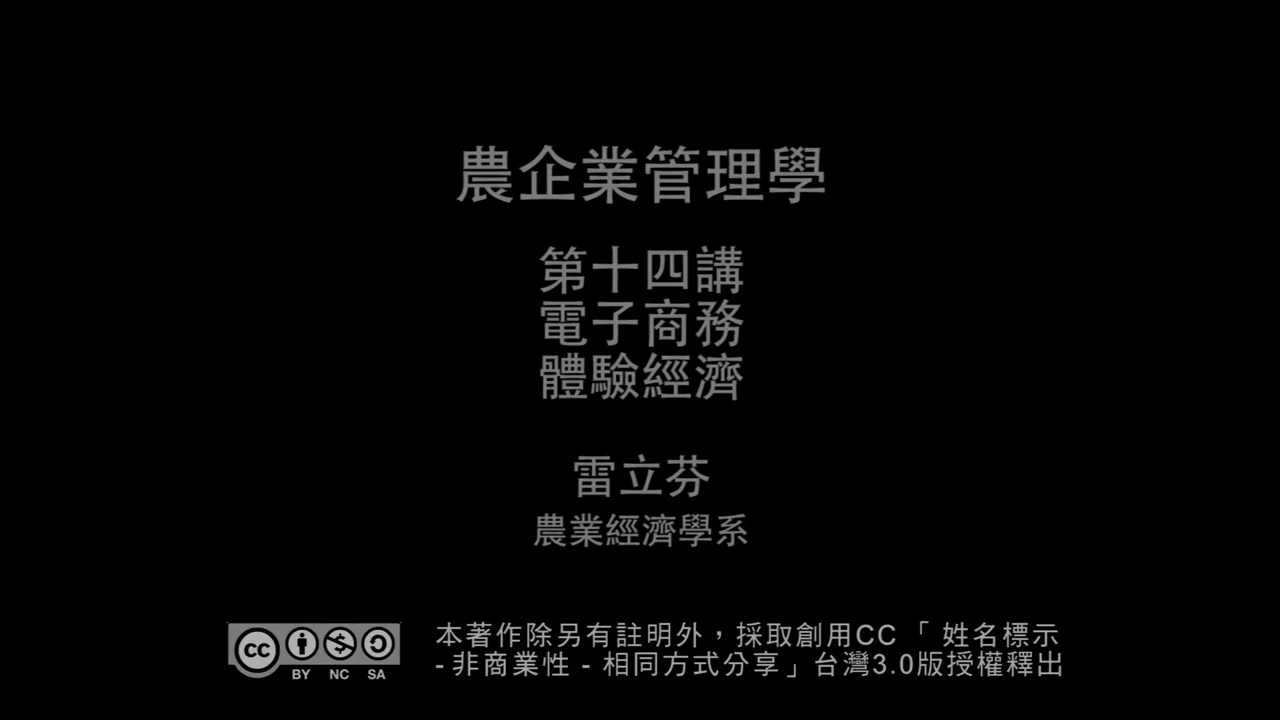 農企業管理學
第十四講
電子商務
體驗經濟
雷立芬
農業經濟學系
本著作除另有註明外，採取創用CC「 姓名標示
- 非商業性 - 相同方式分享」台灣3.0版授權釋出
cc
BY NC SA